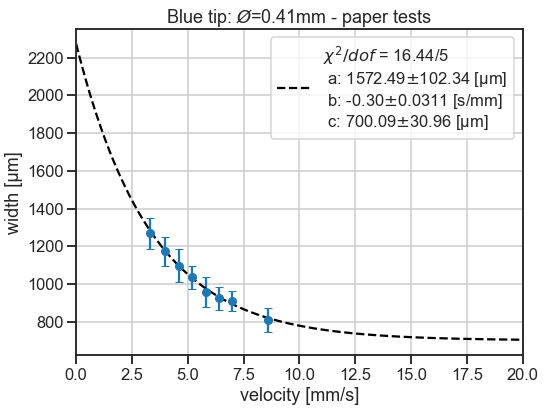 Blue tip: Ø=0.41mm - paper tests
χ²/dof = 16.44/5
a: 1572.49±102.34 [µm]
b: -0.30±0.0311 [s/mm]
c: 700.09±30.96 [µm]
width [µm]
2200
2000
1800
1600
1400
1200
1000
800
0.0 2.5 5.0 7.5 10.0 12.5 15.0 17.5 20.0
velocity [mm/s]